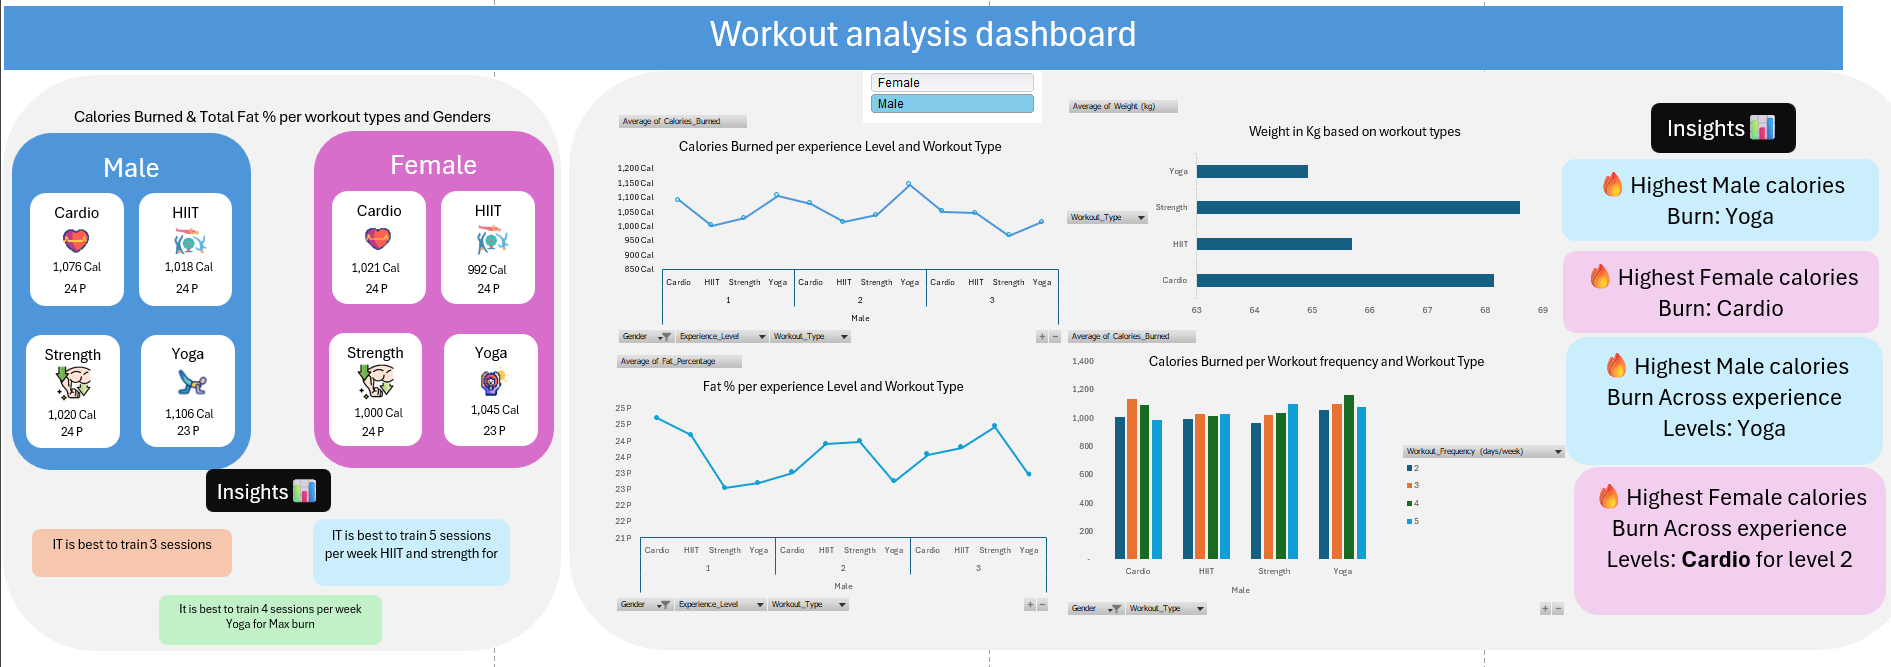 Workout analysis dashboard
Calories Burned & Total Fat % per workout types and Genders
Male
Cardio
1,076 Cal
24 P
HIIT
1,018 Cal
24 P
Strength
1,020 Cal
24 P
Yoga
1,106 Cal
23 P
Female
Cardio
1,021 Cal
24 P
HIIT
992 Cal
24 P
Strength
1,000 Cal
24 P
Yoga
1,045 Cal
23 P
Insights
IT is best to train 3 sessions
IT is best to train 5 sessions
per week HIIT and strength for
It is best to train 4 sessions per week
Yoga for Max burn
Female
Male
Average of Calories_Burned
Calories Burned per experience Level and Workout Type
1,200 Cal
1,150 Cal
1,100 Cal
1,050 Cal
1,000 Cal
950 Cal
900 Cal
850 Cal
Cardio HIIT Strength Yoga Cardio HIIT Strength Yoga Cardio HIIT Strength Yoga
1 2 3
Male
Gender Experience_Level Workout_Type
Average of Fat_Percentage
Fat % per experience Level and Workout Type
25 P
25 P
24 P
24 P
23 P
23 P
22 P
22 P
21 P
Cardio HIIT Strength Yoga Cardio HIIT Strength Yoga Cardio HIIT Strength Yoga
1 2 3
Male
Gender Experience_Level Workout_Type
Average of Weight (kg)
Weight in Kg based on workout types
Workout_Type
Yoga
Strength
HIIT
Cardio
63 64 65 66 67 68 69
Average of Calories_Burned
Calories Burned per Workout frequency and Workout Type
1,400
1,200
1,000
800
600
400
200
-
Cardio HIIT Strength Yoga
Male
Workout_Frequency (days/week)
2
3
4
5
Gender Workout_Type
Insights
Highest Male calories
Burn: Yoga
Highest Female calories
Burn: Cardio
Highest Male calories
Burn Across experience
Levels: Yoga
Highest Female calories
Burn Across experience
Levels: Cardio for level 2